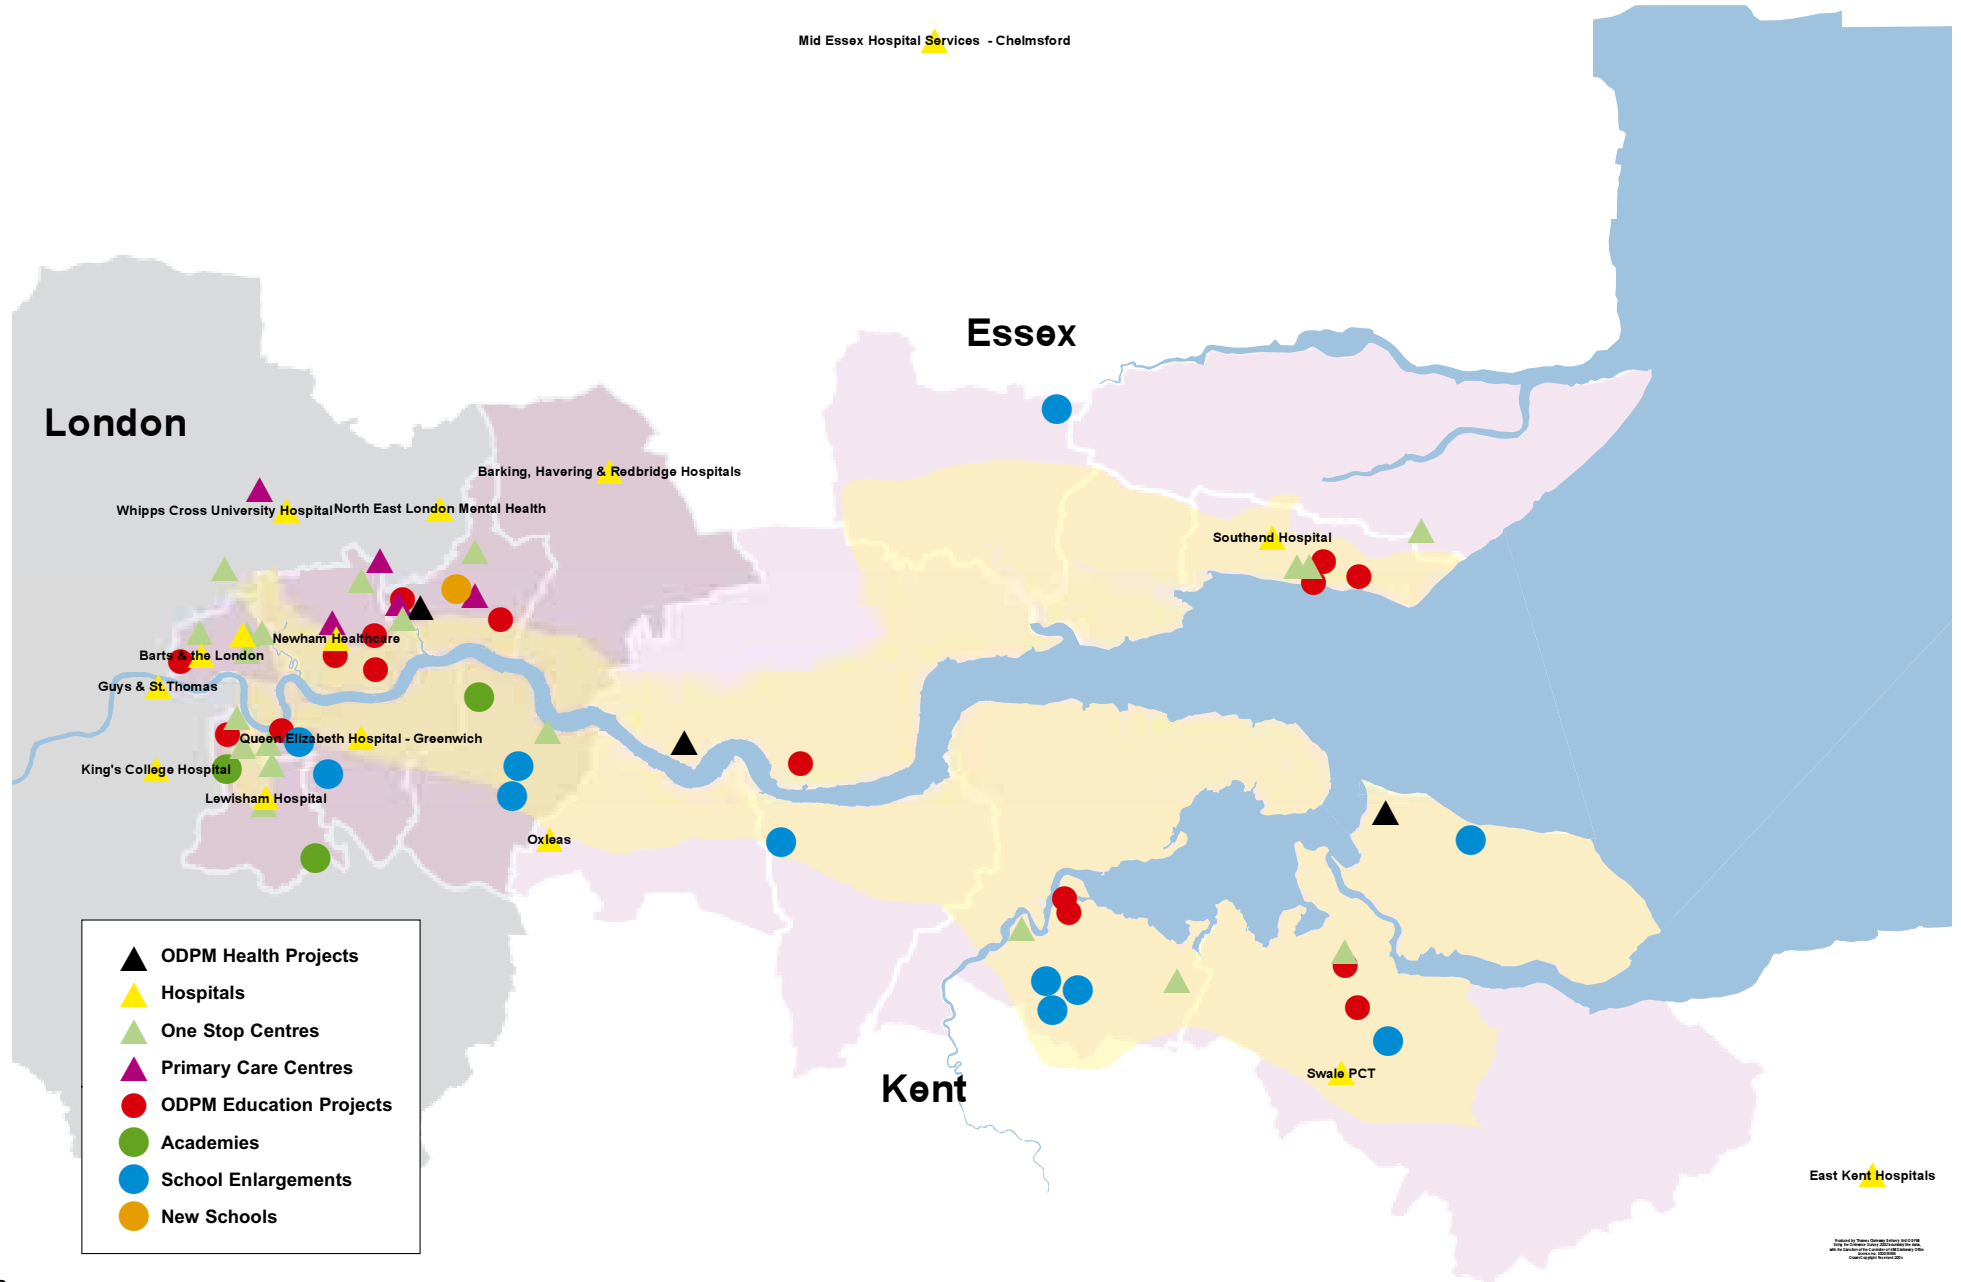 Mid Essex Hospital Services - Chelmsford
Essex
London
Barking, Havering & Redbridge Hospitals
Whipps Cross University Hospital
North East London Mental Health
Southend Hospital
Newham Healthcare
Barts & the London
Guys & St.Thomas
Queen Elizabeth Hospital - Greenwich
King's College Hospital
Lewisham Hospital
Oxleas
Swale PCT
Kent
East Kent Hospitals
ODPM Health Projects
Hospitals
One Stop Centres
Primary Care Centres
ODPM Education Projects
Academies
School Enlargements
New Schools